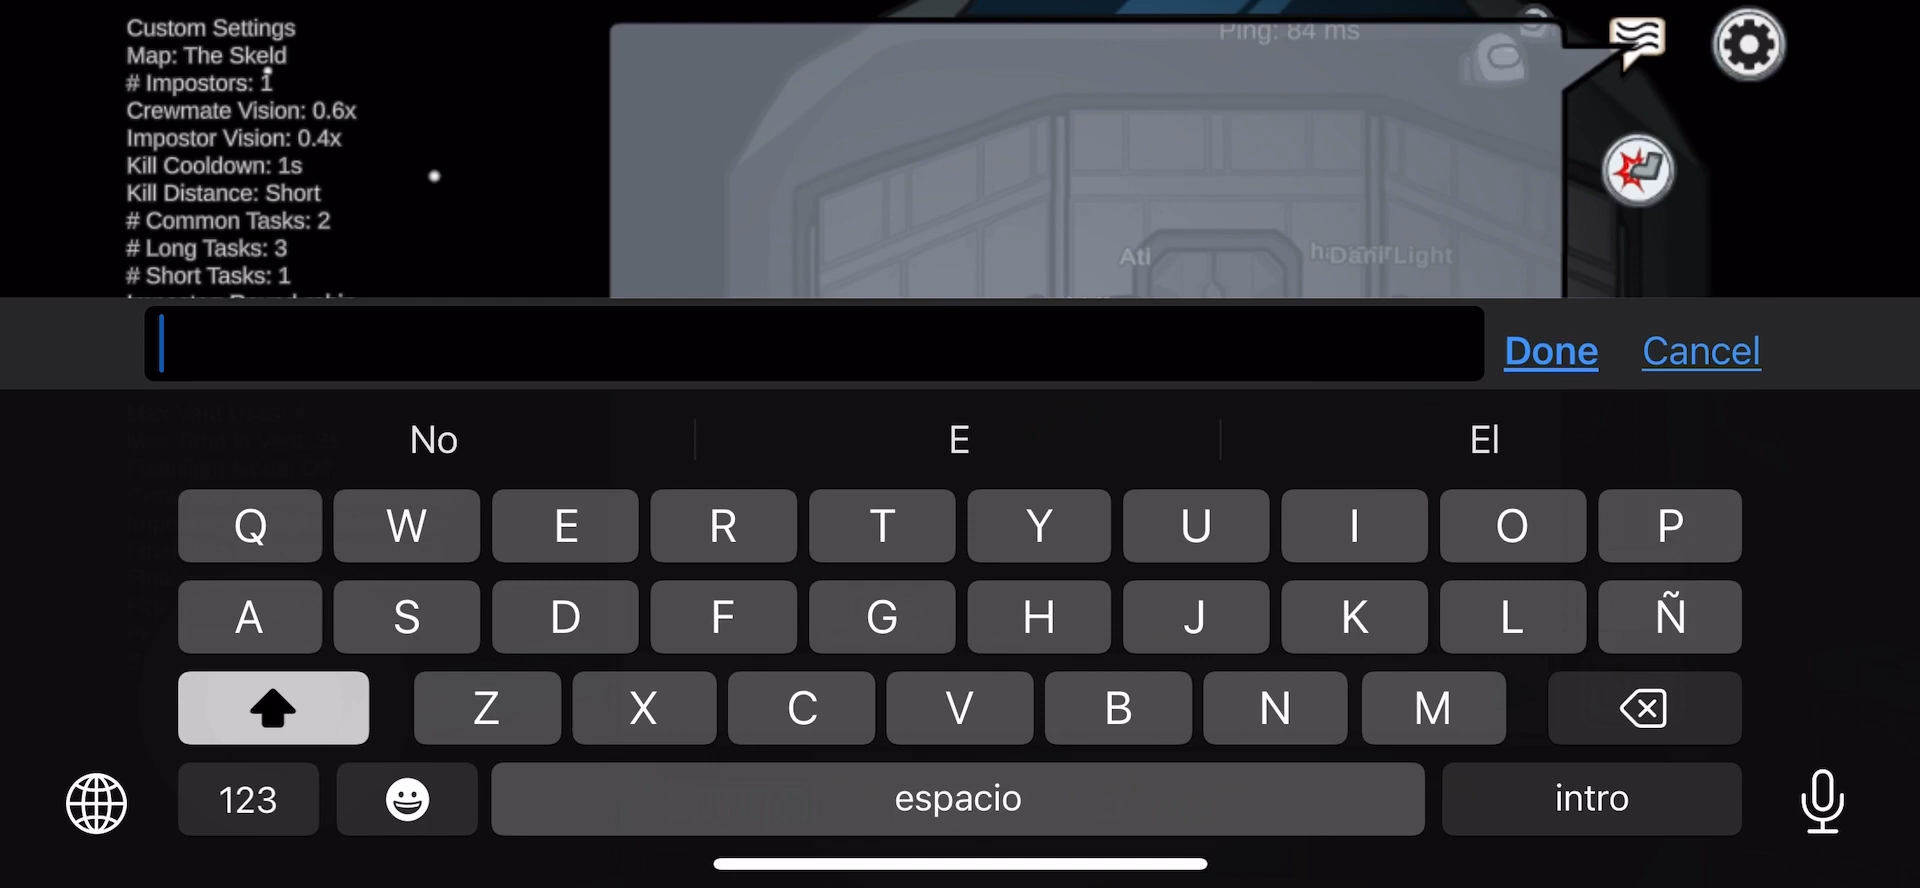 Custom Settings
Map: The Skeld
# Impostors: 1
Crewmate Vision: 0.6x
Impostor Vision: 0.4x
Kill Cooldown: 1s
Kill Distance: Short
# Common Tasks: 2
# Long Tasks: 3
# Short Tasks: 1
Ping: 84 ms
Ati
Light
Done Cancel
No E El
Q W E R T Y U I O P
A S D F G H J K L Ñ
Z X C V B N M
123 espacio intro